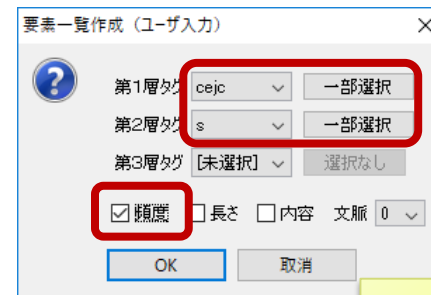 要素一覧作成（ユーザ入力）
第1層タグ cejc 一部選択
第2層タグ s 一部選択
第3層タグ [未選択] 選択なし
頻度 長さ 内容 文脈 0
OK 取消